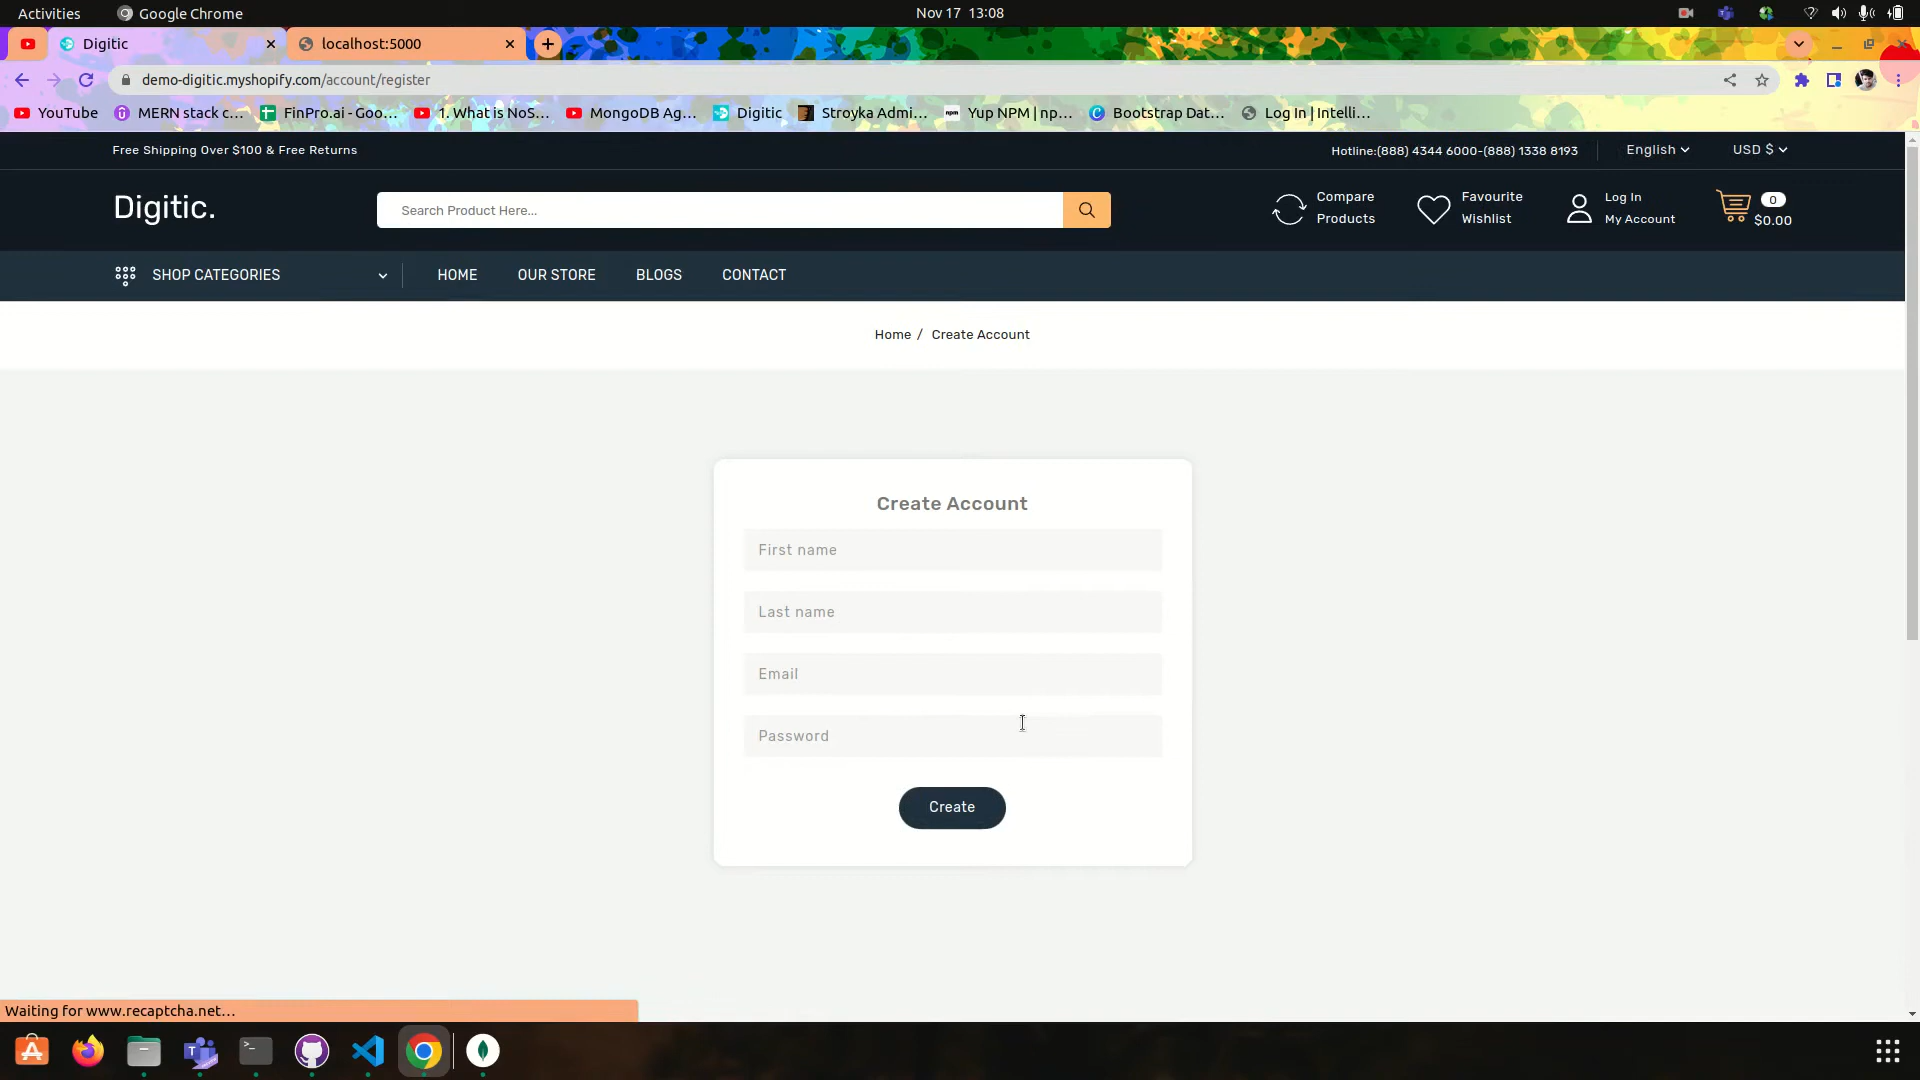 Activities Google Chrome Nov 17 13:08
Digitic localhost:5000
demo-digitic.myshopify.com/account/register
YouTube MERN stack c... FinPro.ai - Goo... 1. What is NoS... MongoDB Ag... Digitic Stroyka Admi... npm Yup NPM | np... Bootstrap Dat... Log In | Intelli...
Free Shipping Over $100 & Free Returns Hotline:(888) 4344 6000-(888) 1338 8193 English USD $
Digitic. Search Product Here... Compare Products Favourite Wishlist Log In My Account 0 $0.00
SHOP CATEGORIES HOME OUR STORE BLOGS CONTACT
Home / Create Account
Create Account
First name
Last name
Email
Password
Create
Waiting for www.recaptcha.net...